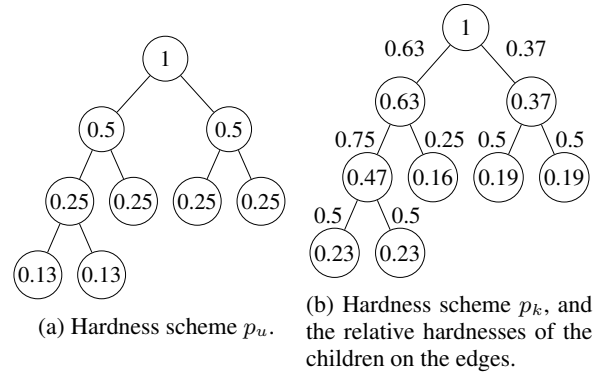 1
0.5 0.5
0.25 0.25 0.25 0.25
0.13 0.13
(a) Hardness scheme p_u.
1
0.63 0.37
0.63 0.37
0.75 0.25 0.5 0.5
0.47 0.16 0.19 0.19
0.5 0.5
0.23 0.23
(b) Hardness scheme p_k, and
the relative hardnesses of the
children on the edges.